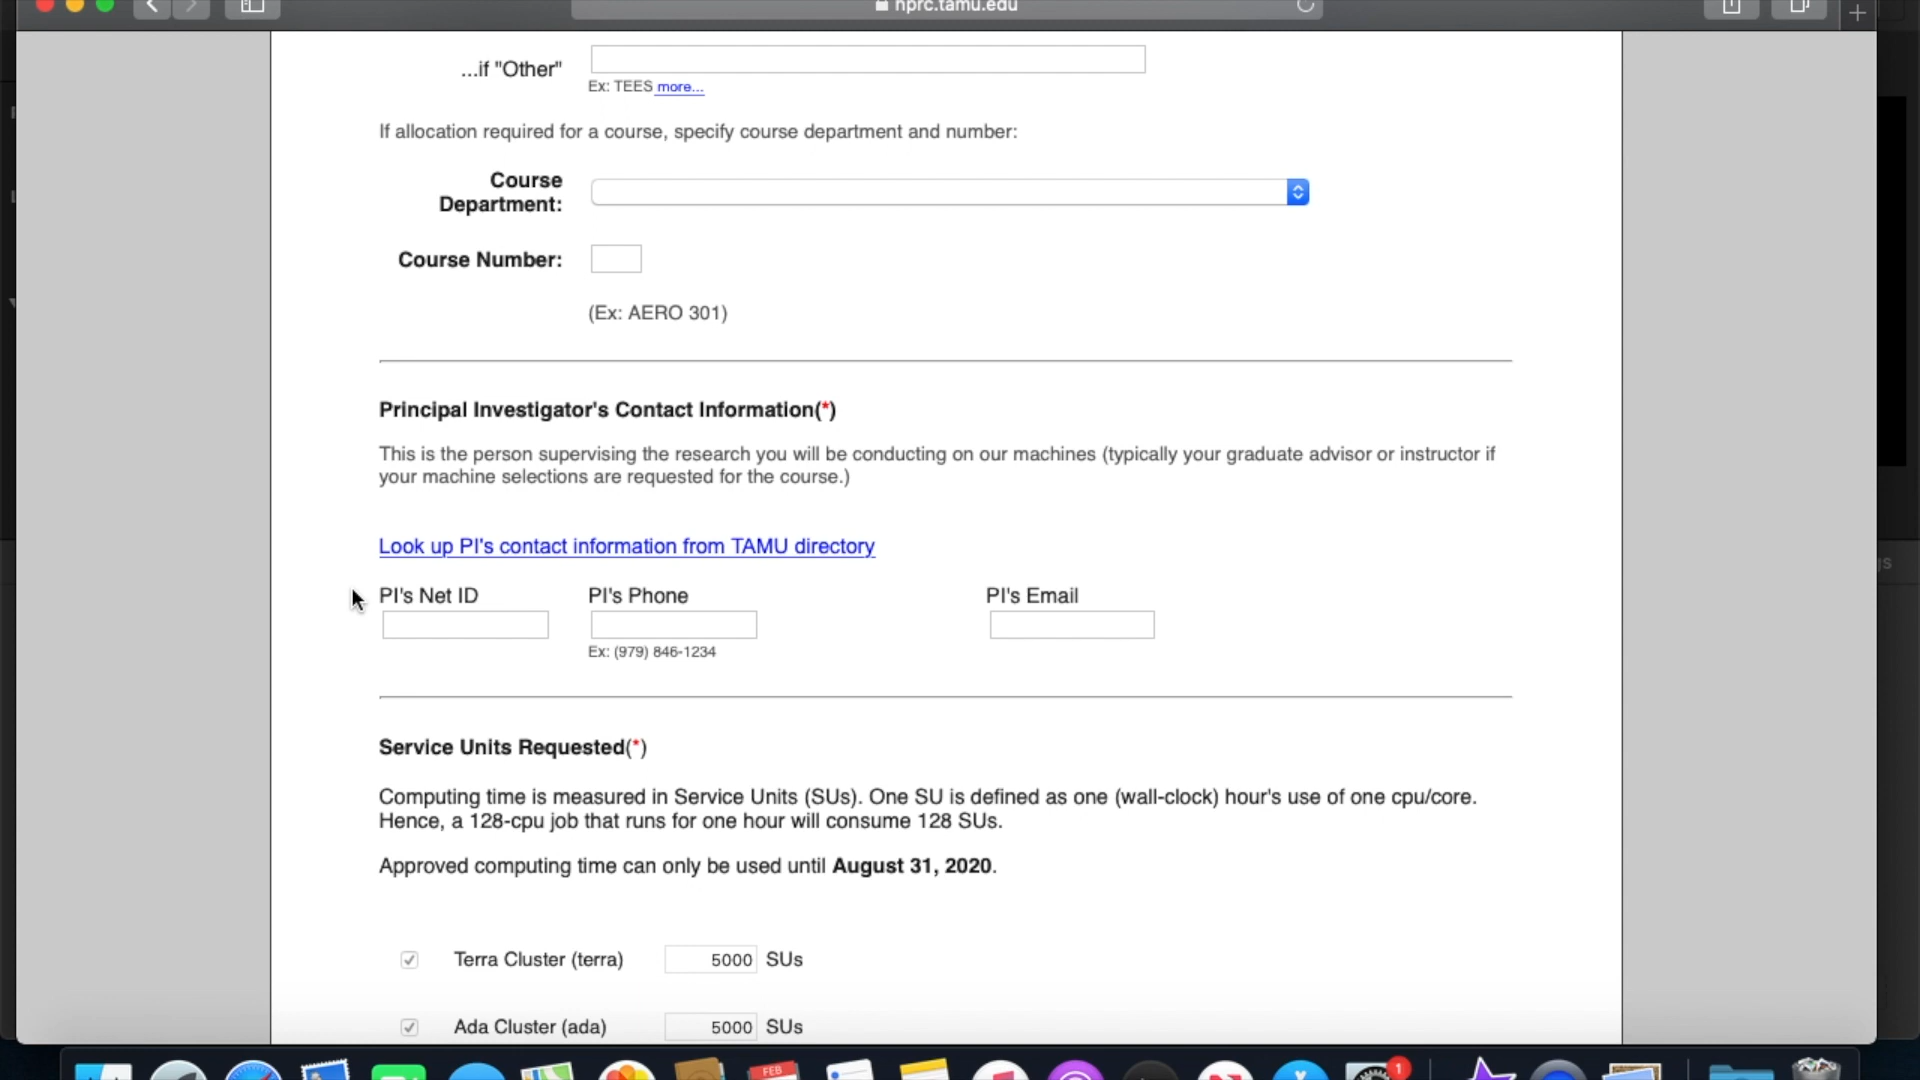 hprc.tamu.edu
...if "Other"
Ex: TEES more...
If allocation required for a course, specify course department and number:
Course
Department:
Course Number:
(Ex: AERO 301)
Principal Investigator's Contact Information(*)
This is the person supervising the research you will be conducting on our machines (typically your graduate advisor or instructor if
your machine selections are requested for the course.)
Look up PI's contact information from TAMU directory
PI's Net ID PI's Phone PI's Email
Ex: (979) 846-1234
Service Units Requested(*)
Computing time is measured in Service Units (SUs). One SU is defined as one (wall-clock) hour's use of one cpu/core.
Hence, a 128-cpu job that runs for one hour will consume 128 SUs.
Approved computing time can only be used until August 31, 2020.
Terra Cluster (terra) 5000 SUs
Ada Cluster (ada) 5000 SUs
FEB
1